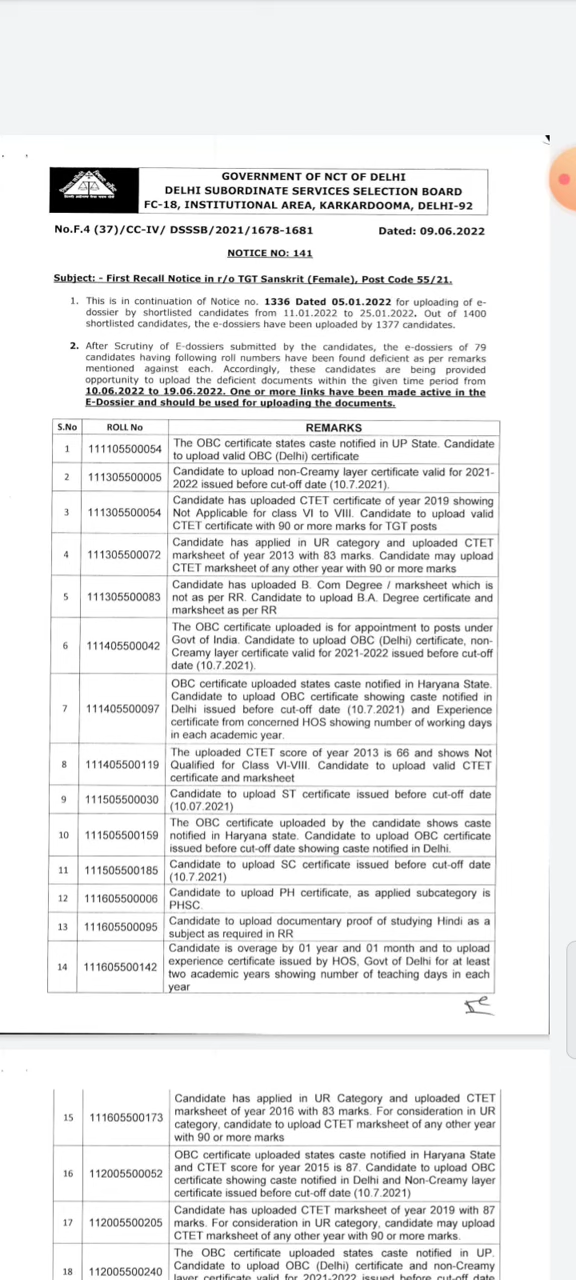 GOVERNMENT OF NCT OF DELHI
DELHI SUBORDINATE SERVICES SELECTION BOARD
FC-18, INSTITUTIONAL AREA, KARKARDOOMA, DELHI-92
No.F.4 (37)/CC-IV/ DSSSB/2021/1678-1681 Dated: 09.06.2022
NOTICE NO: 141
Subject: - First Recall Notice in r/o TGT Sanskrit (Female), Post Code 55/21.
1. This is in continuation of Notice no. 1336 Dated 05.01.2022 for uploading of e-
dossier by shortlisted candidates from 11.01.2022 to 25.01.2022. Out of 1400
shortlisted candidates, the e-dossiers have been uploaded by 1377 candidates.
2. After Scrutiny of E-dossiers submitted by the candidates, the e-dossiers of 79
candidates having following roll numbers have been found deficient as per remarks
mentioned against each. Accordingly, these candidates are being provided
opportunity to upload the deficient documents within the given time period from
10.06.2022 to 19.06.2022. One or more links have been made active in the
E-Dossier and should be used for uploading the documents.
S.No ROLL No REMARKS
1 111105500054 The OBC certificate states caste notified in UP State. Candidate
to upload valid OBC (Delhi) certificate
2 111305500005 Candidate to upload non-Creamy layer certificate valid for 2021-
2022 issued before cut-off date (10.7.2021).
3 111305500054 Candidate has uploaded CTET certificate of year 2019 showing
Not Applicable for class VI to VIII. Candidate to upload valid
CTET certificate with 90 or more marks for TGT posts
4 111305500072 Candidate has applied in UR category and uploaded CTET
marksheet of year 2013 with 83 marks. Candidate may upload
CTET marksheet of any other year with 90 or more marks
5 111305500083 Candidate has uploaded B. Com Degree / marksheet which is
not as per RR. Candidate to upload B.A. Degree certificate and
marksheet as per RR
6 111405500042 The OBC certificate uploaded is for appointment to posts under
Govt of India. Candidate to upload OBC (Delhi) certificate, non-
Creamy layer certificate valid for 2021-2022 issued before cut-off
date (10.7.2021).
7 111405500097 OBC certificate uploaded states caste notified in Haryana State.
Candidate to upload OBC certificate showing caste notified in
Delhi issued before cut-off date (10.7.2021) and Experience
certificate from concerned HOS showing number of working days
in each academic year.
8 111405500119 The uploaded CTET score of year 2013 is 66 and shows Not
Qualified for Class VI-VIII. Candidate to upload valid CTET
certificate and marksheet
9 111505500030 Candidate to upload ST certificate issued before cut-off date
(10.07.2021)
10 111505500159 The OBC certificate uploaded by the candidate shows caste
notified in Haryana state. Candidate to upload OBC certificate
issued before cut-off date showing caste notified in Delhi.
11 111505500185 Candidate to upload SC certificate issued before cut-off date
(10.7.2021)
12 111605500006 Candidate to upload PH certificate, as applied subcategory is
PHSC.
13 111605500095 Candidate to upload documentary proof of studying Hindi as a
subject as required in RR
14 111605500142 Candidate is overage by 01 year and 01 month and to upload
experience certificate issued by HOS, Govt of Delhi for at least
two academic years showing number of teaching days in each
year
15 111605500173 Candidate has applied in UR Category and uploaded CTET
marksheet of year 2016 with 83 marks. For consideration in UR
category, candidate to upload CTET marksheet of any other year
with 90 or more marks
16 112005500052 OBC certificate uploaded states caste notified in Haryana State
and CTET score for year 2015 is 87. Candidate to upload OBC
certificate showing caste notified in Delhi and Non-Creamy layer
certificate issued before cut-off date (10.7.2021)
17 112005500205 Candidate has uploaded CTET marksheet of year 2019 with 87
marks. For consideration in UR category, candidate may upload
CTET marksheet of any other year with 90 or more marks.
18 112005500240 The OBC certificate uploaded states caste notified in UP.
Candidate to upload OBC (Delhi) certificate and non-Creamy
layer certificate valid for 2021-2022 issued before cut-off date